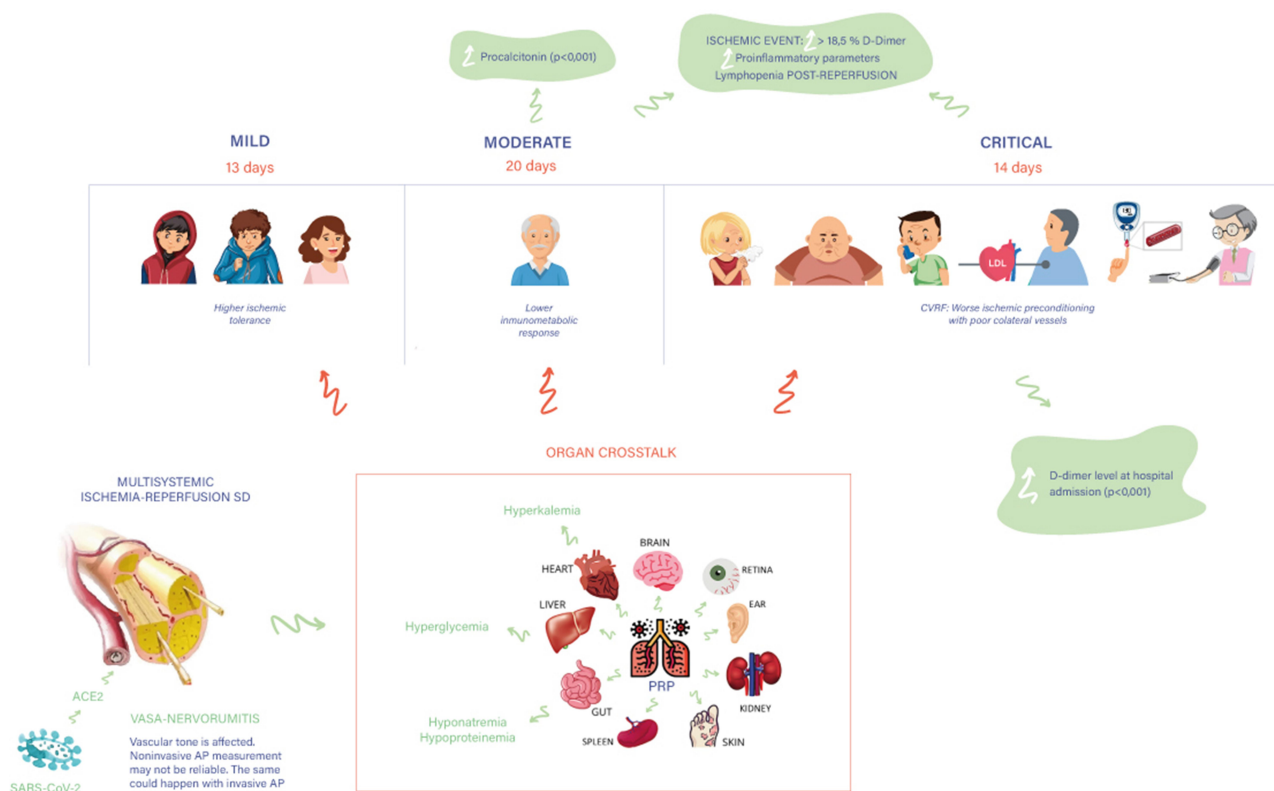 Procalcitonin (p<0,001)
ISCHEMIC EVENT: > 18,5 % D-Dimer
Proinflammatory parameters
Lymphopenia POST-REPERFUSION
MILD
13 days
MODERATE
20 days
CRITICAL
14 days
Higher ischemic
tolerance
Lower
inmunometabolic
response
LDL
CVRF: Worse ischemic preconditioning
with poor colateral vessels
D-dimer level at hospital
admission (p<0,001)
ORGAN CROSSTALK
MULTISYSTEMIC
ISCHEMIA-REPERFUSION SD
Hyperkalemia
BRAIN
HEART
RETINA
LIVER
EAR
Hyperglycemia
PRP
KIDNEY
GUT
Hyponatremia
Hypoproteinemia
SPLEEN
SKIN
ACE2
VASA-NERVORUMITIS
Vascular tone is affected.
Noninvasive AP measurement
may not be reliable. The same
could happen with invasive AP
SARS-CoV-2